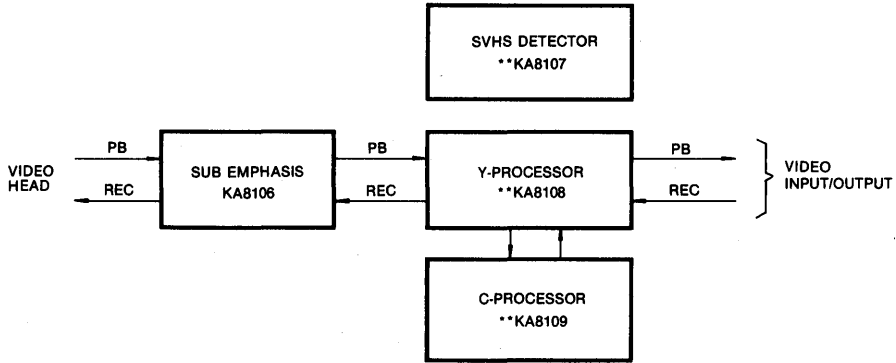 SVHS DETECTOR
**KA8107
VIDEO
HEAD
PB
REC
SUB EMPHASIS
KA8106
PB
REC
Y-PROCESSOR
**KA8108
PB
REC
VIDEO
INPUT/OUTPUT
C-PROCESSOR
**KA8109